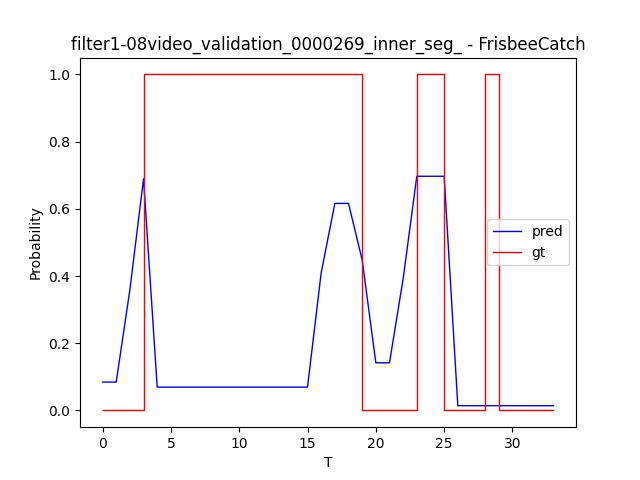 filter1-08video_validation_0000269_inner_seg_ - FrisbeeCatch
1.0
0.8
0.6
0.4
0.2
0.0
Probability
pred
gt
0
5
10
15
20
25
30
T